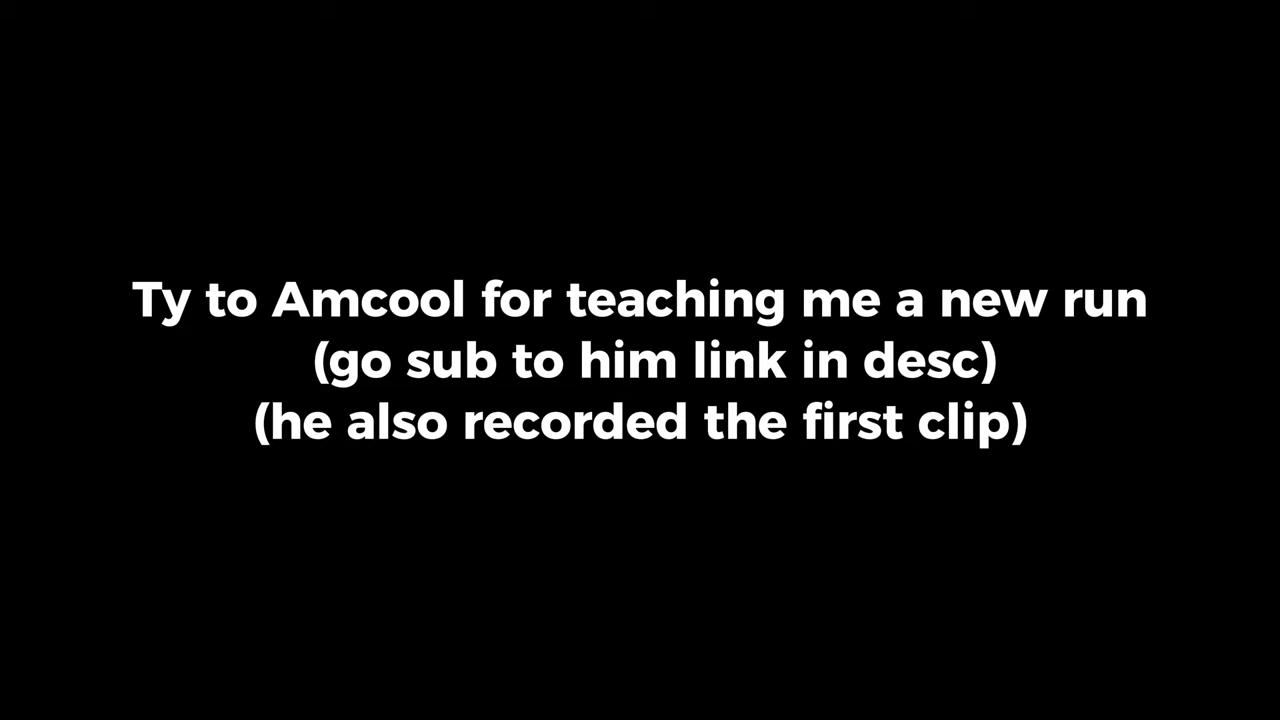 Ty to Amcool for teaching me a new run
(go sub to him link in desc)
(he also recorded the first clip)